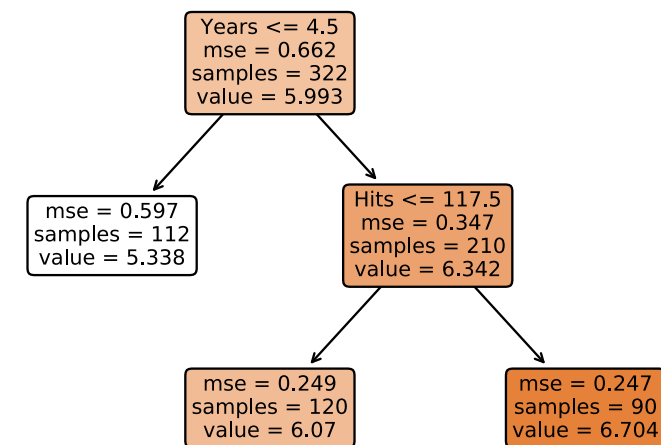 Years <= 4.5
mse = 0.662
samples = 322
value = 5.993
mse = 0.597
samples = 112
value = 5.338
Hits <= 117.5
mse = 0.347
samples = 210
value = 6.342
mse = 0.249
samples = 120
value = 6.07
mse = 0.247
samples = 90
value = 6.704